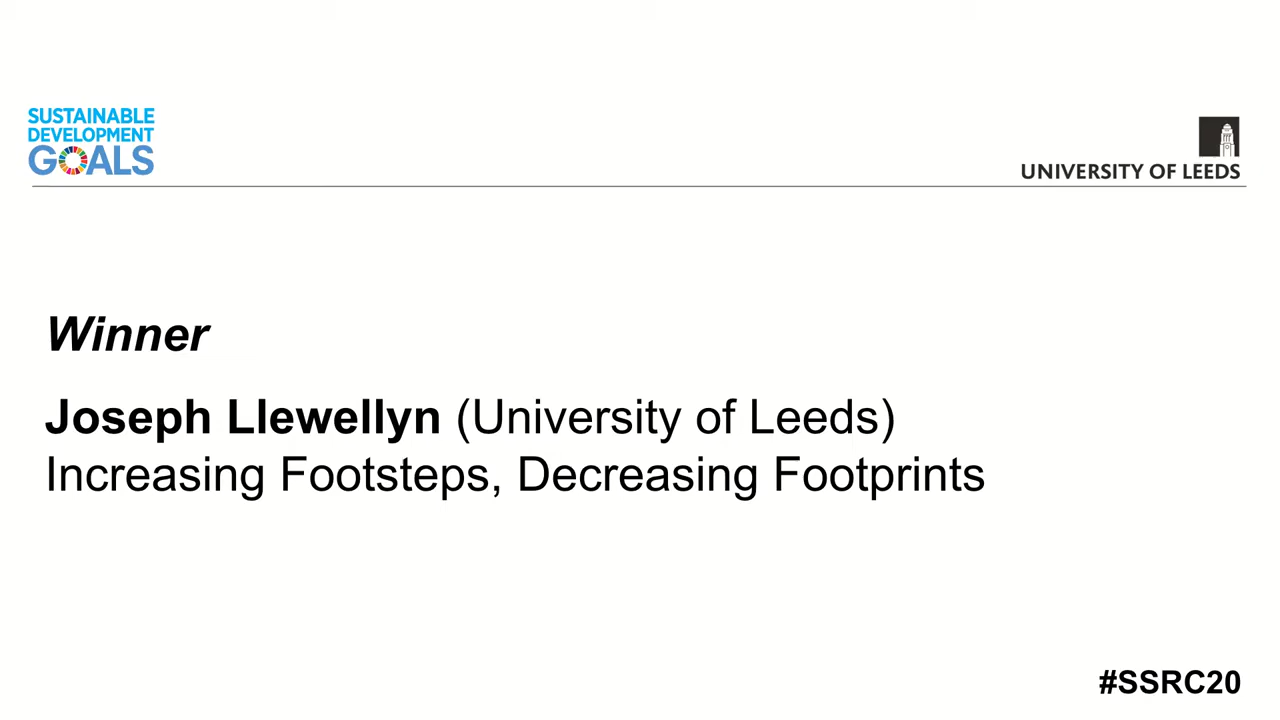 SUSTAINABLE
DEVELOPMENT
GOALS
UNIVERSITY OF LEEDS
Winner
Joseph Llewellyn (University of Leeds)
Increasing Footsteps, Decreasing Footprints
#SSRC20